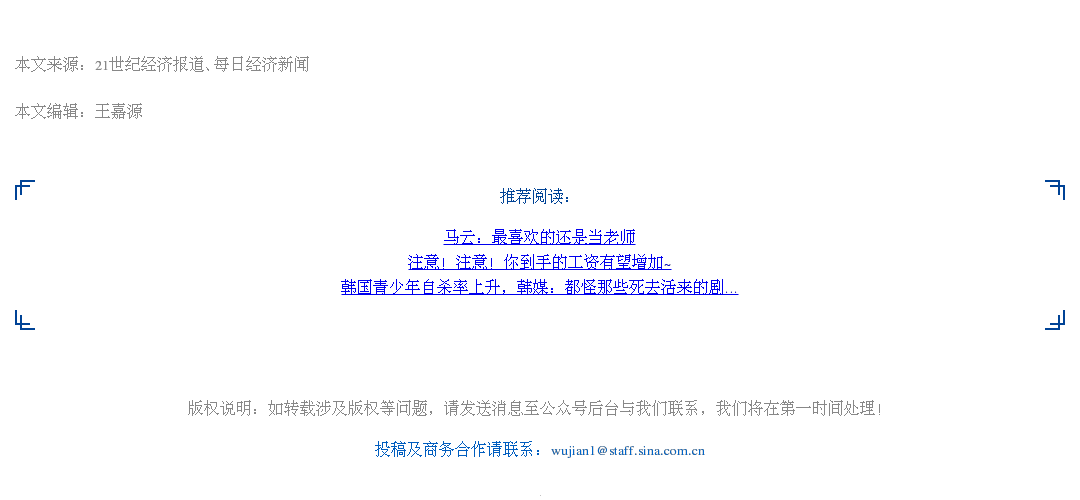 本文来源：21世纪经济报道、每日经济新闻
本文编辑：王嘉源
推荐阅读：
马云：最喜欢的还是当老师
注意！注意！你到手的工资有望增加~
韩国青少年自杀率上升，韩媒：都怪那些死去活来的剧...
版权说明：如转载涉及版权等问题，请发送消息至公众号后台与我们联系，我们将在第一时间处理！
投稿及商务合作请联系：wujian1@staff.sina.com.cn